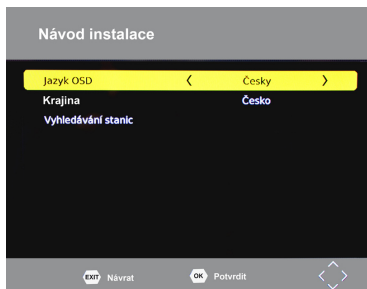 Návod instalace
Jazyk OSD < Česky >
Krajina Česko
Vyhledávání stanic
EXIT Návrat OK Potvrdit